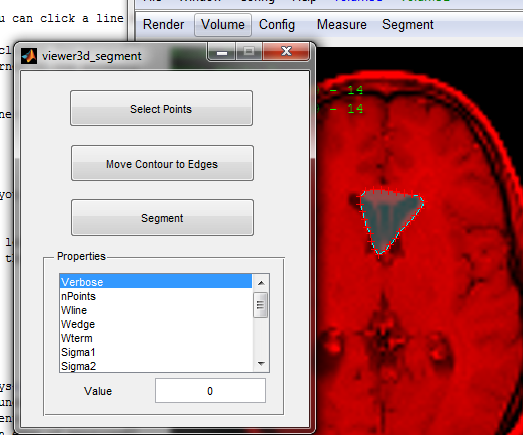 u can click a line
Render Volume Config Measure Segment
viewer3d_segment
- 14
- 14
Select Points
Move Contour to Edges
Segment
Properties
Verbose
nPoints
Wline
Wedge
Wterm
Sigma1
Sigma2
Value 0